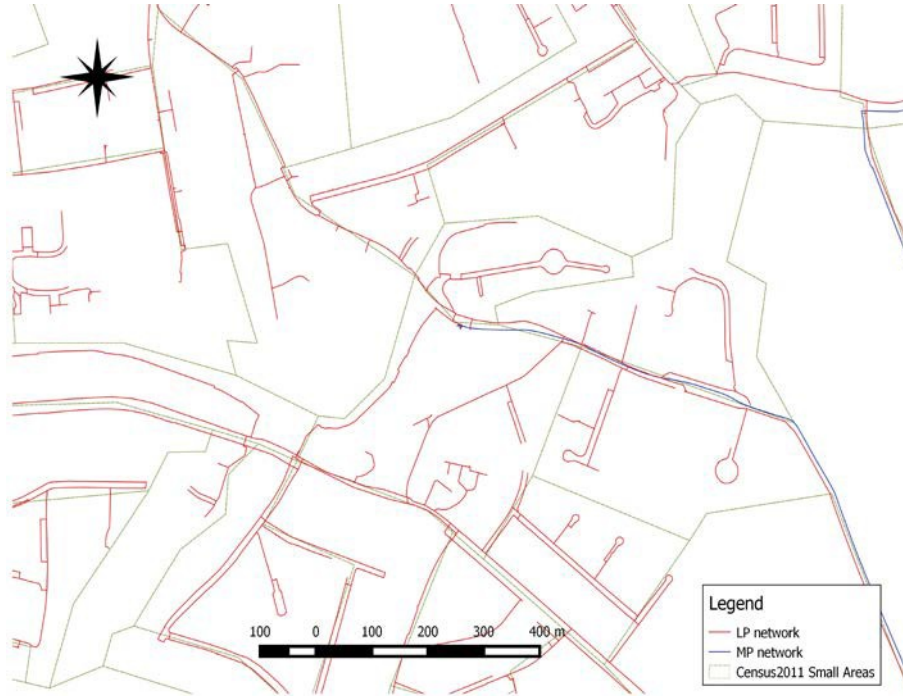 100 0 100 200 300 400 m
Legend
LP network
MP network
Census2011 Small Areas